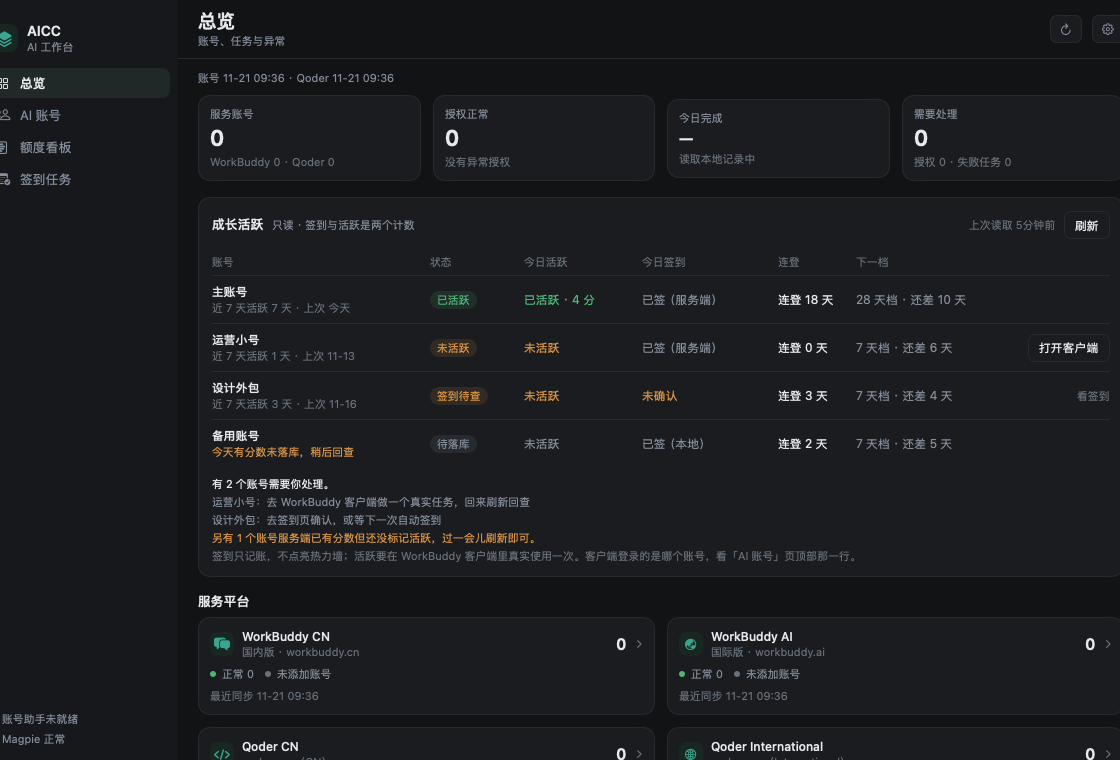 AICC
AI 工作台
总览
AI 账号
额度看板
签到任务
账号助手未就绪
Magpie 正常
总览
账号、任务与异常
账号 11-21 09:36 · Qoder 11-21 09:36
服务账号
0
WorkBuddy 0 · Qoder 0
授权正常
0
没有异常授权
今日完成
—
读取本地记录中
需要处理
0
授权 0 · 失败任务 0
成长活跃 只读 · 签到与活跃是两个计数 上次读取 5分钟前 刷新
账号 状态 今日活跃 今日签到 连登 下一档
主账号
近 7 天活跃 7 天 · 上次 今天
已活跃 已活跃 · 4 分 已签（服务端） 连登 18 天 28 天档 · 还差 10 天
运营小号
近 7 天活跃 1 天 · 上次 11-13
未活跃 未活跃 已签（服务端） 连登 0 天 7 天档 · 还差 6 天 打开客户端
设计外包
近 7 天活跃 3 天 · 上次 11-16
签到待查 未活跃 未确认 连登 3 天 7 天档 · 还差 4 天 看签到
备用账号
今天有分数未落库，稍后回查
待落库 未活跃 已签（本地） 连登 2 天 7 天档 · 还差 5 天
有 2 个账号需要你处理。
运营小号：去 WorkBuddy 客户端做一个真实任务，回来刷新回查
设计外包：去签到页确认，或等下一次自动签到
另有 1 个账号服务端已有分数但还没标记活跃，过一会儿刷新即可。
签到只记账，不点亮热力墙；活跃要在 WorkBuddy 客户端里真实使用一次。客户端登录的是哪个账号，看「AI 账号」页顶部那一行。
服务平台
WorkBuddy CN
国内版 · workbuddy.cn
0
正常 0 未添加账号
最近同步 11-21 09:36
WorkBuddy AI
国际版 · workbuddy.ai
0
正常 0 未添加账号
最近同步 11-21 09:36
Qoder CN
0
Qoder International
0